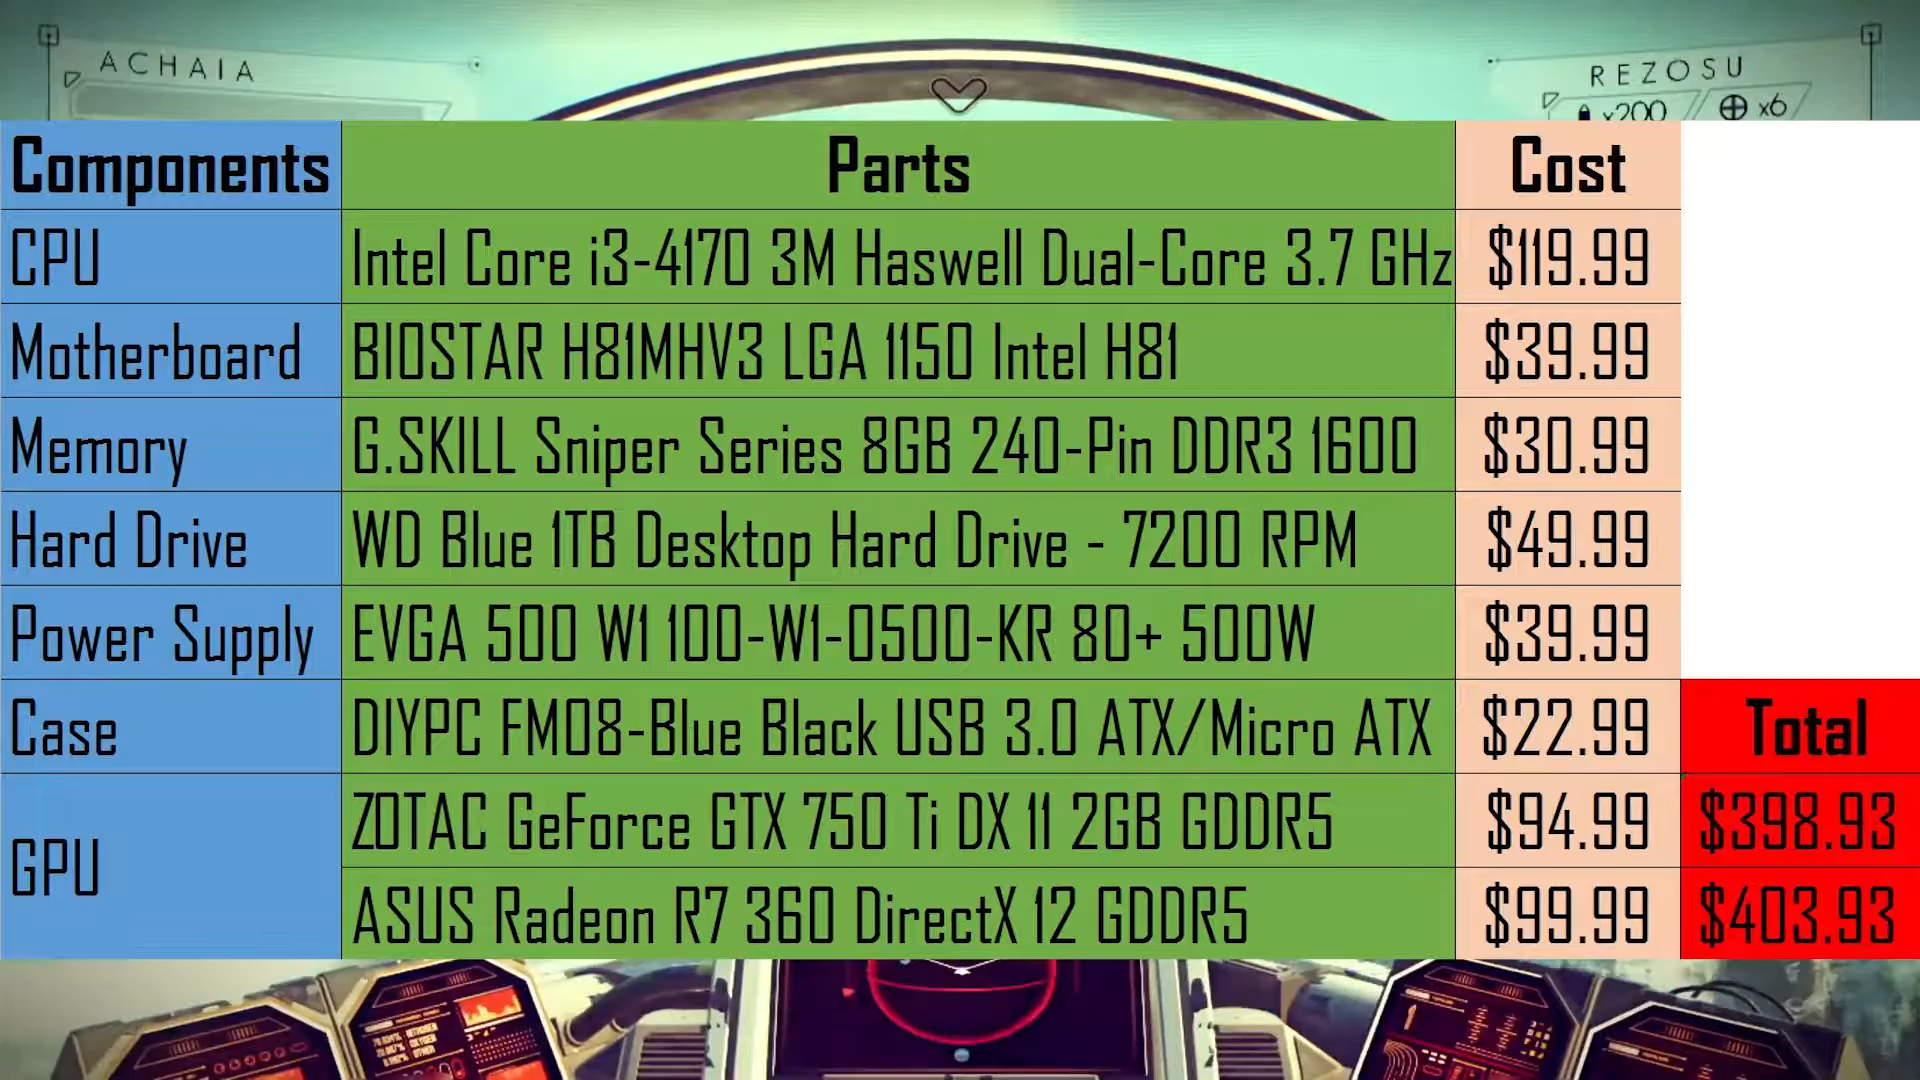 ACHAIA
REZOSU
x200 x6
Components Parts Cost
CPU Intel Core i3-4170 3M Haswell Dual-Core 3.7 GHz $119.99
Motherboard BIOSTAR H81MHV3 LGA 1150 Intel H81 $39.99
Memory G.SKILL Sniper Series 8GB 240-Pin DDR3 1600 $30.99
Hard Drive WD Blue 1TB Desktop Hard Drive - 7200 RPM $49.99
Power Supply EVGA 500 W1 100-W1-0500-KR 80+ 500W $39.99
Case DIYPC FM08-Blue Black USB 3.0 ATX/Micro ATX $22.99 Total
GPU ZOTAC GeForce GTX 750 Ti DX 11 2GB GDDR5 $94.99 $398.93
ASUS Radeon R7 360 DirectX 12 GDDR5 $99.99 $403.93